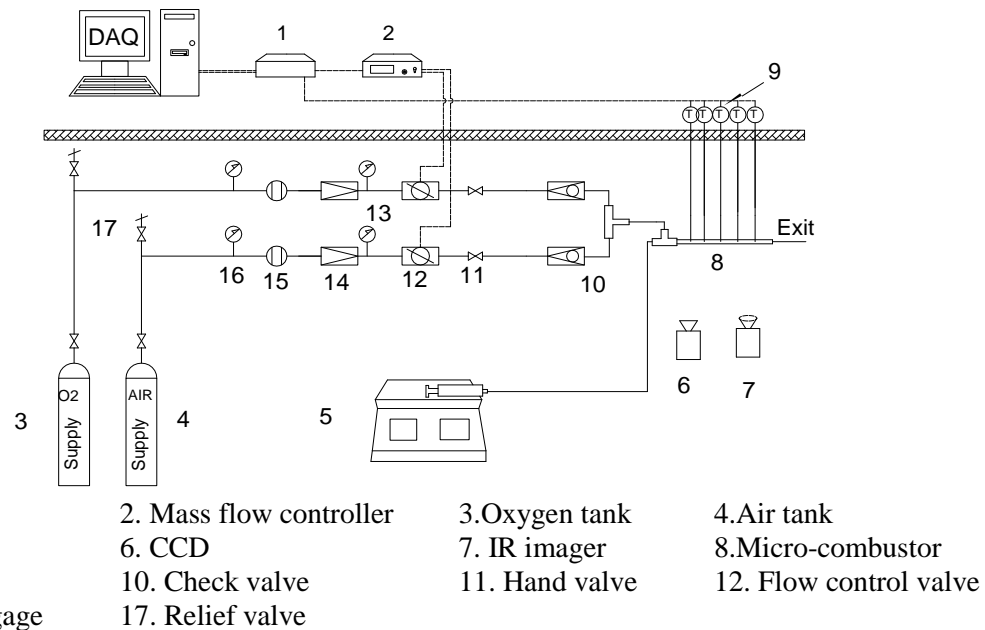 DAQ
1
2
9
T T T T T
17
13
Exit
16
15
14
12
11
10
8
O2
Supply
AIR
Supply
3
4
5
6
7
2. Mass flow controller 3.Oxygen tank 4.Air tank
6. CCD 7. IR imager 8.Micro-combustor
10. Check valve 11. Hand valve 12. Flow control valve
17. Relief valve